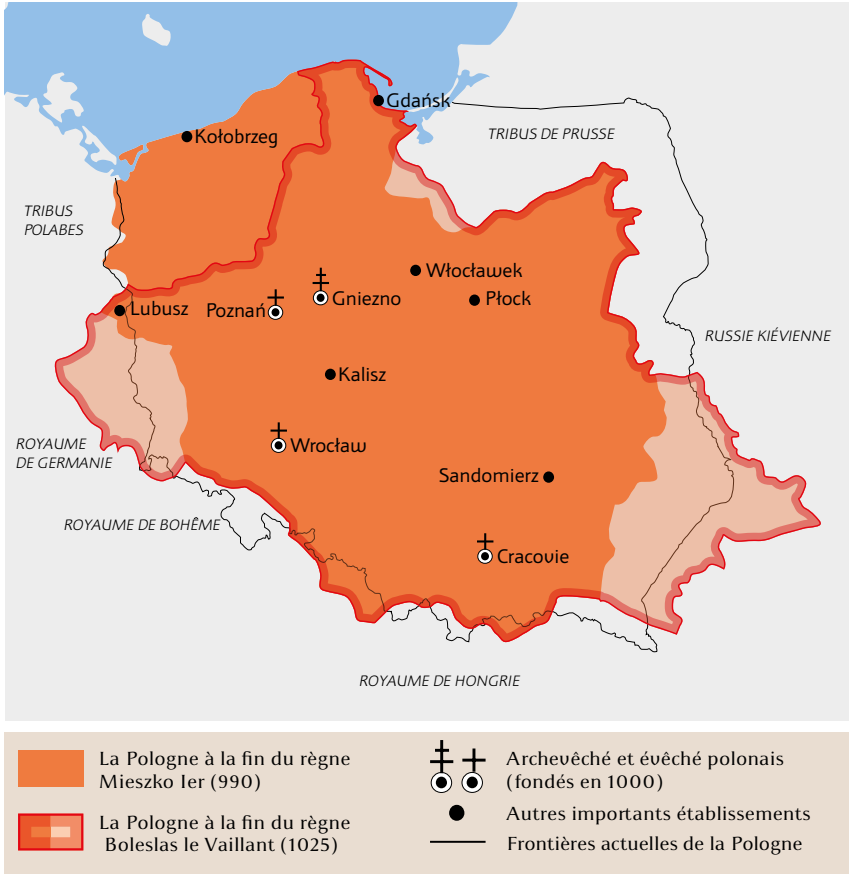 Gdańsk
Kołobrzeg
TRIBUS DE PRUSSE
TRIBUS
POLABES
Włocławek
Gniezno
Płock
Lubusz
Poznań
RUSSIE KIÉVIENNE
Kalisz
ROYAUME
DE GERMANIE
Wrocław
Sandomierz
ROYAUME DE BOHÊME
Cracovie
ROYAUME DE HONGRIE
La Pologne à la fin du règne
Mieszko Ier (990)
La Pologne à la fin du règne
Boleslas le Vaillant (1025)
Archevêché et évêché polonais
(fondés en 1000)
Autres importants établissements
Frontières actuelles de la Pologne